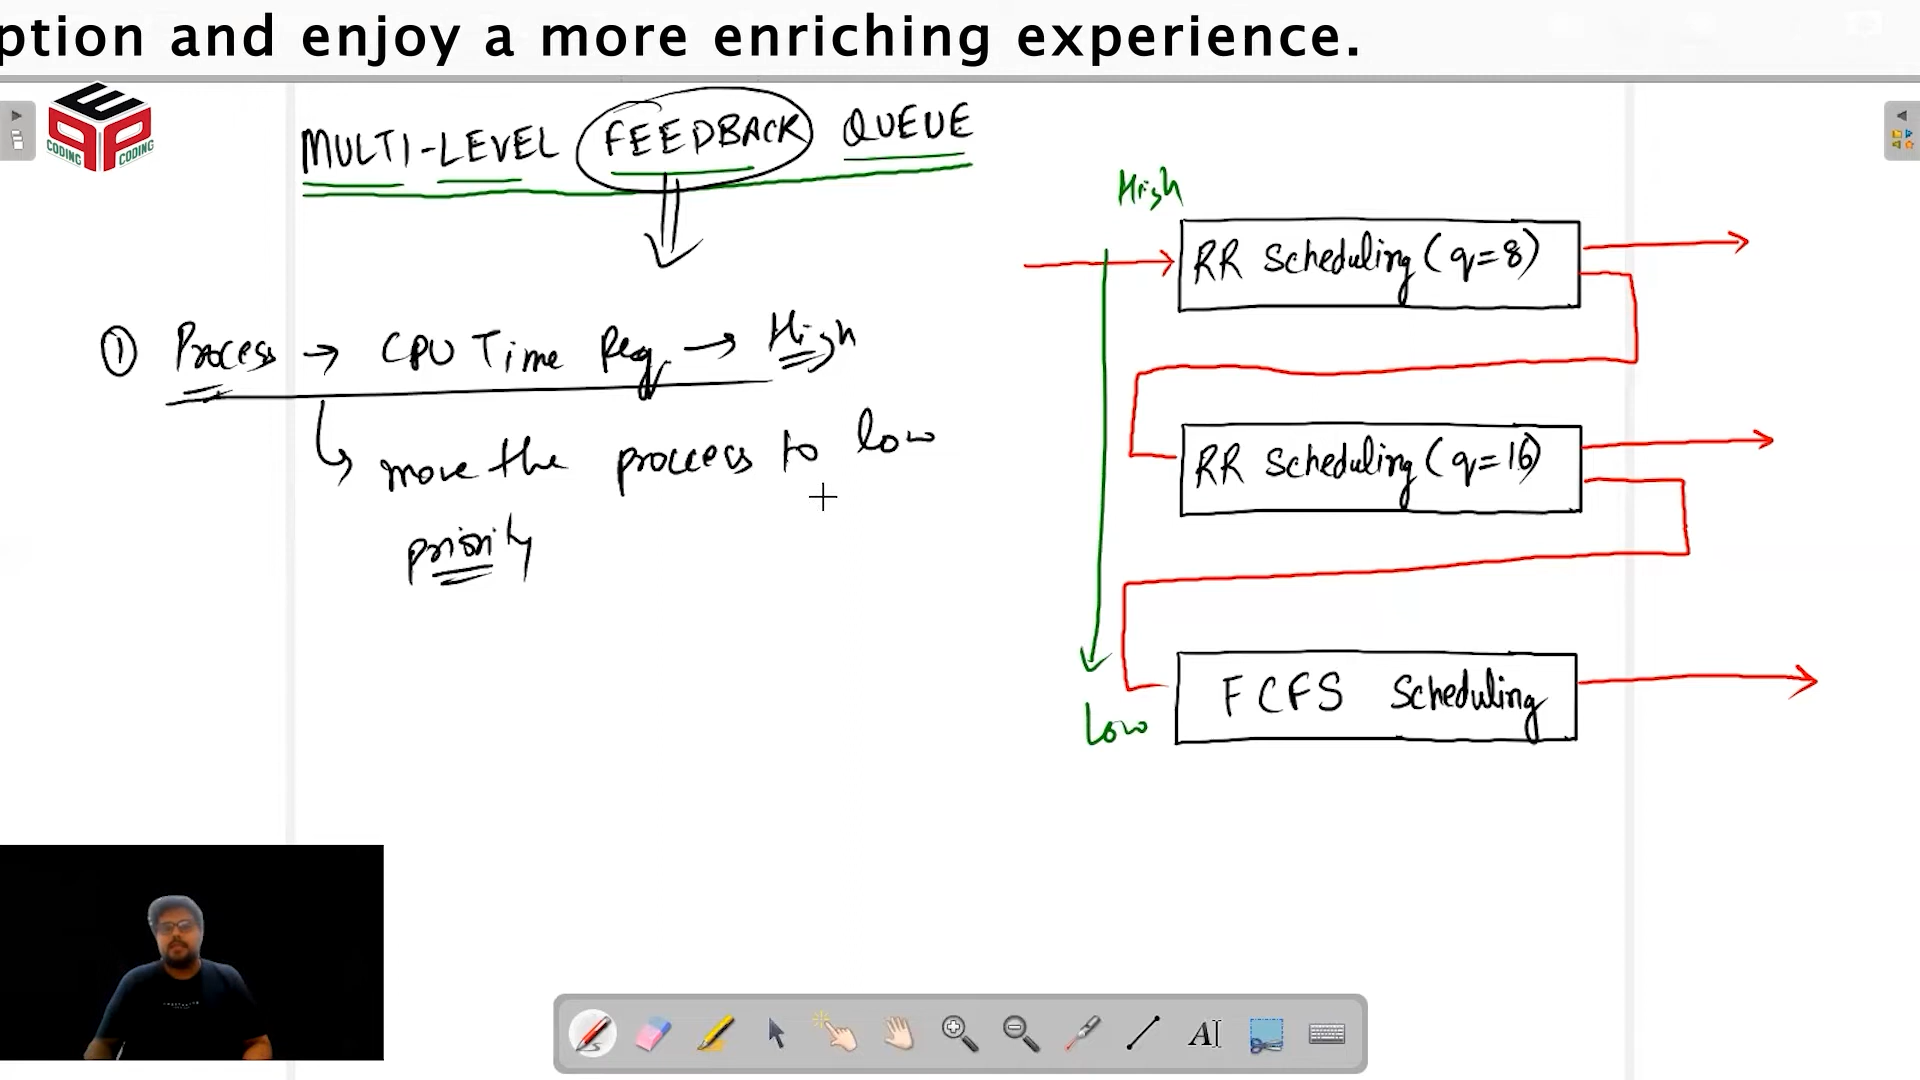 ption and enjoy a more enriching experience.
CODING CODING
MULTI-LEVEL FEEDBACK QUEUE
① Process → CPU Time Req → High
move the process to low
priority
High
RR Scheduling (q=8)
RR Scheduling (q=16)
FCFS Scheduling
Low